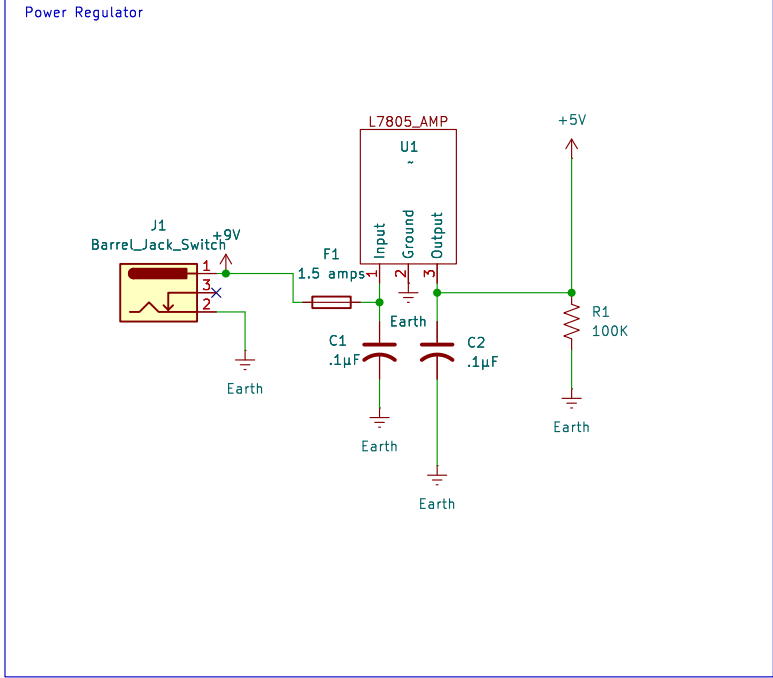 Power Regulator
L7805_AMP
U1
~
Input
Ground
Output
1
2
3
+5V
J1
Barrel_Jack_Switch
+9V
1
3
2
F1
1.5 amps
Earth
R1
100K
C1
.1µF
C2
.1µF
Earth
Earth
Earth
Earth